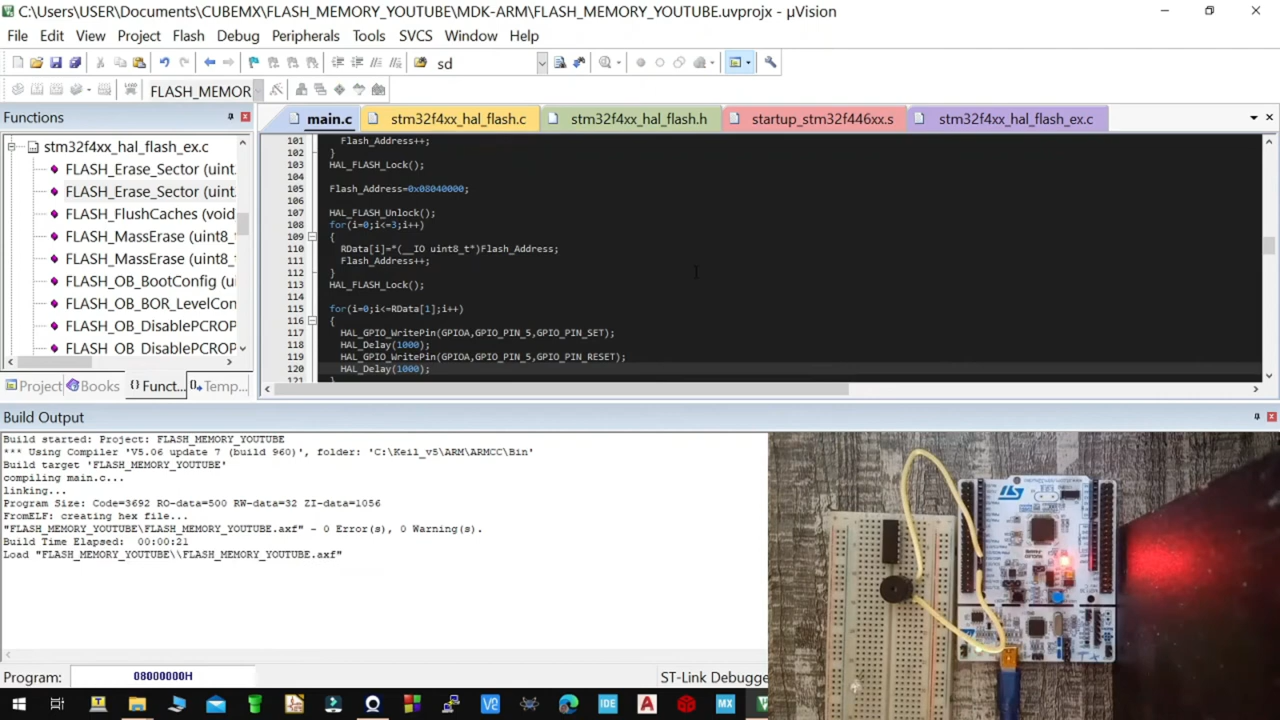 C:\Users\USER\Documents\CUBEMX\FLASH_MEMORY_YOUTUBE\MDK-ARM\FLASH_MEMORY_YOUTUBE.uvprojx - µVision
File Edit View Project Flash Debug Peripherals Tools SVCS Window Help
sd
LOAD FLASH_MEMOR
Functions
main.c stm32f4xx_hal_flash.c stm32f4xx_hal_flash.h startup_stm32f446xx.s stm32f4xx_hal_flash_ex.c
stm32f4xx_hal_flash_ex.c
FLASH_Erase_Sector (uint
FLASH_Erase_Sector (uint
FLASH_FlushCaches (void
FLASH_MassErase (uint8_
FLASH_MassErase (uint8_
FLASH_OB_BootConfig (ui
FLASH_OB_BOR_LevelCon
FLASH_OB_DisablePCROP
FLASH_OB_DisablePCROP
Project Books {} Funct... Temp...
101 Flash_Address++;
102 }
103 HAL_FLASH_Lock();
104
105 Flash_Address=0x08040000;
106
107 HAL_FLASH_Unlock();
108 for(i=0;i<=3;i++)
109 {
110 RData[i]=*(__IO uint8_t*)Flash_Address;
111 Flash_Address++;
112 }
113 HAL_FLASH_Lock();
114
115 for(i=0;i<=RData[1];i++)
116 {
117 HAL_GPIO_WritePin(GPIOA,GPIO_PIN_5,GPIO_PIN_SET);
118 HAL_Delay(1000);
119 HAL_GPIO_WritePin(GPIOA,GPIO_PIN_5,GPIO_PIN_RESET);
120 HAL_Delay(1000);
121 }
Build Output
Build started: Project: FLASH_MEMORY_YOUTUBE
*** Using Compiler 'V5.06 update 7 (build 960)', folder: 'C:\Keil_v5\ARM\ARMCC\Bin'
Build target 'FLASH_MEMORY_YOUTUBE'
compiling main.c...
linking...
Program Size: Code=3692 RO-data=500 RW-data=32 ZI-data=1056
FromELF: creating hex file...
"FLASH_MEMORY_YOUTUBE\FLASH_MEMORY_YOUTUBE.axf" - 0 Error(s), 0 Warning(s).
Build Time Elapsed:  00:00:21
Load "FLASH_MEMORY_YOUTUBE\\FLASH_MEMORY_YOUTUBE.axf"
Program: 08000000H ST-Link Debugge
IDE MX